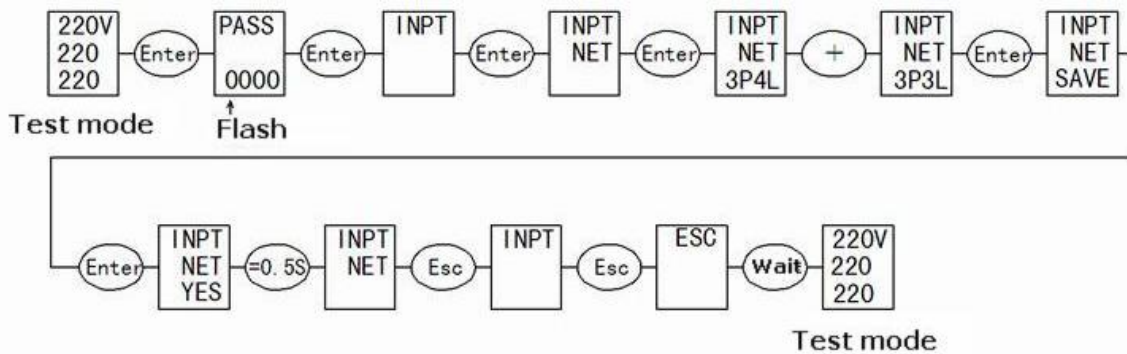 220V
220
220
Enter
PASS
0000
Enter
INPT
Enter
INPT
NET
Enter
INPT
NET
3P4L
+
INPT
NET
3P3L
Enter
INPT
NET
SAVE
Test mode
Flash
Enter
INPT
NET
YES
=0.5S
INPT
NET
Esc
INPT
Esc
ESC
Wait
220V
220
220
Test mode